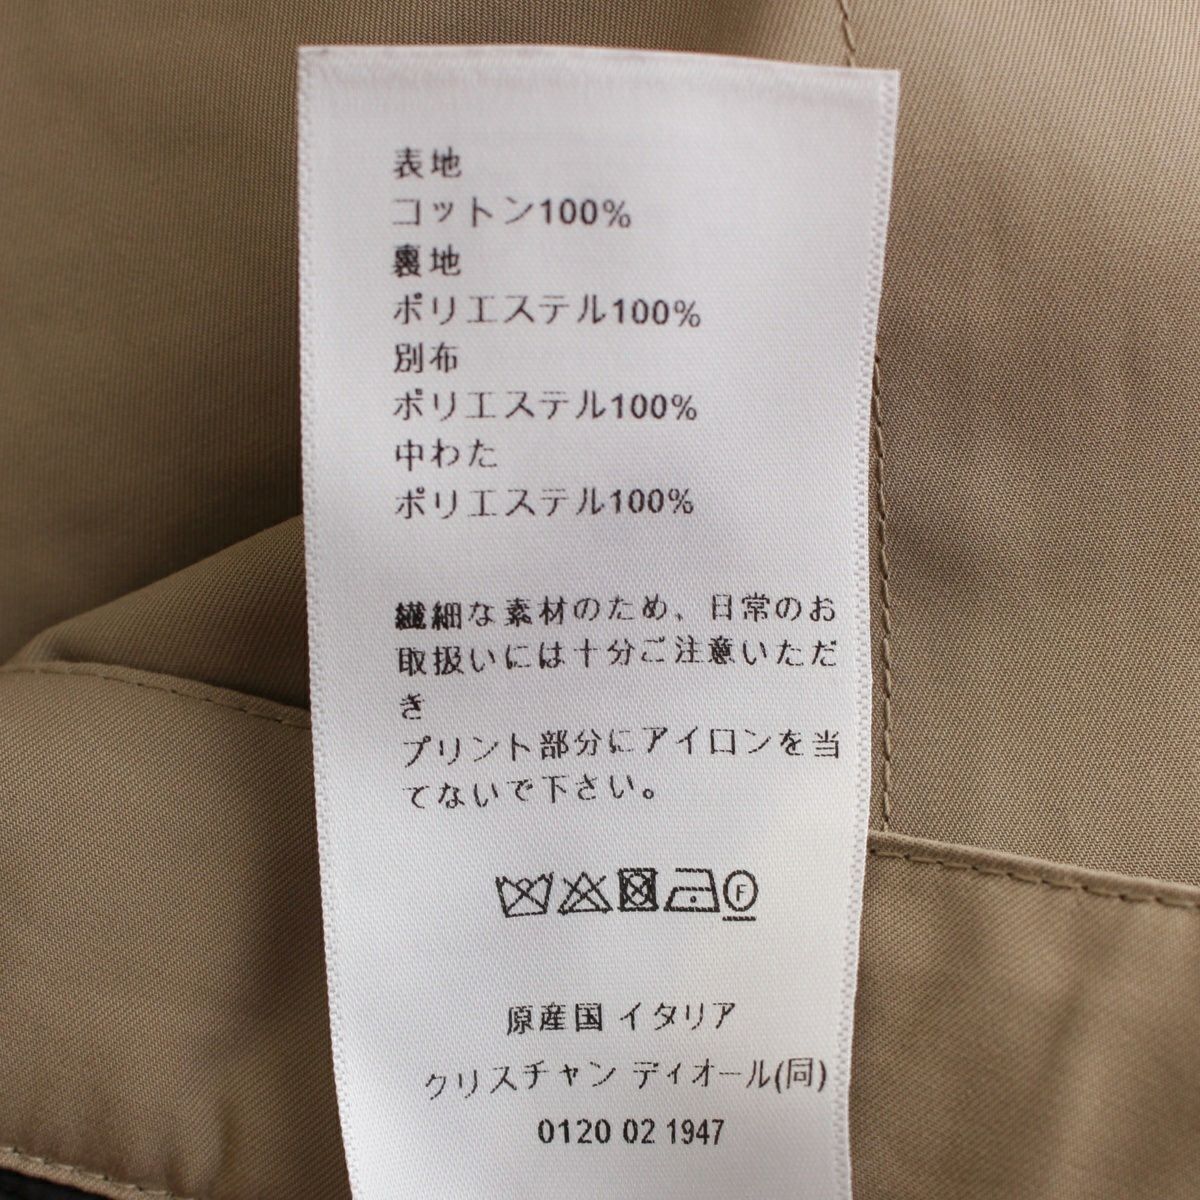 表地
コットン100%
裏地
ポリエステル100%
別布
ポリエステル100%
中わた
ポリエステル100%
繊細な素材のため、日常のお
取扱いには十分ご注意いただ
き
プリント部分にアイロンを当
てないで下さい。
F
原産国 イタリア
クリスチャン ディオール(同)
0120 02 1947